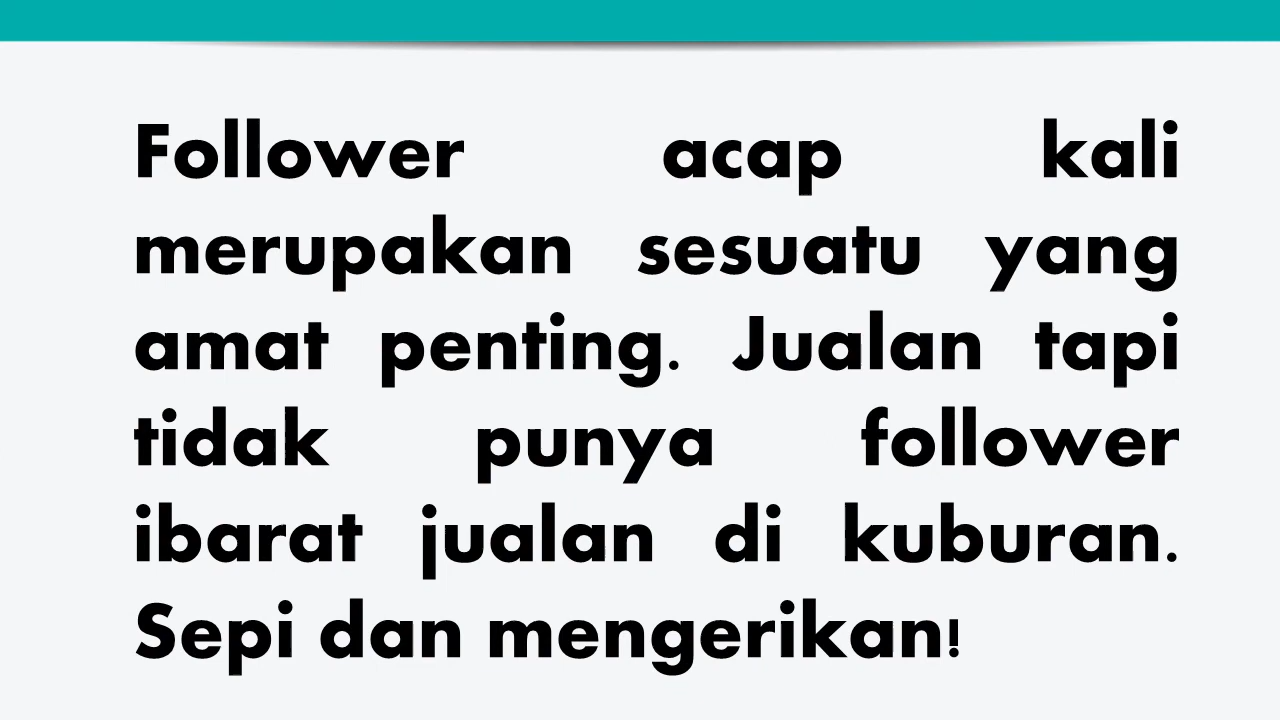 Follower acap kali
merupakan sesuatu yang
amat penting. Jualan tapi
tidak punya follower
ibarat jualan di kuburan.
Sepi dan mengerikan!